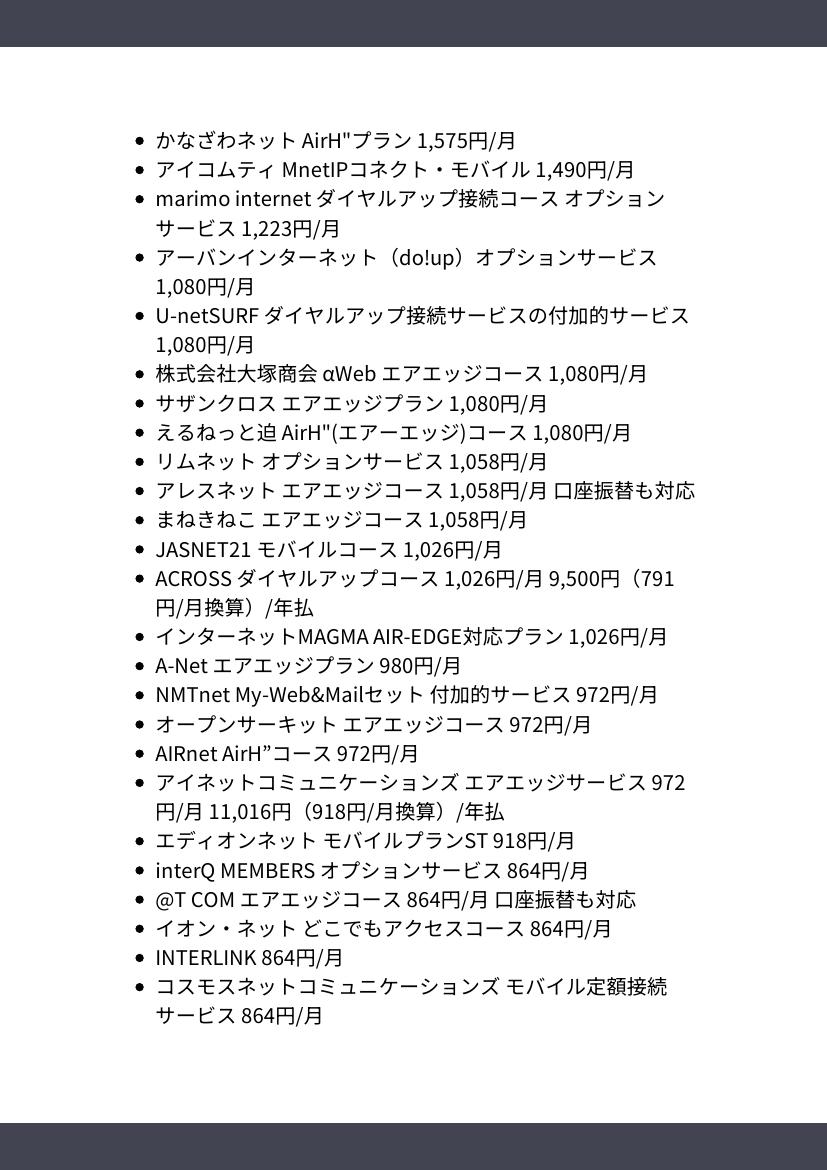 • かなざわネット AirH"プラン 1,575円/月
• アイコムティ MnetIPコネクト・モバイル 1,490円/月
• marimo internet ダイヤルアップ接続コース オプション
サービス 1,223円/月
• アーバンインターネット（do!up）オプションサービス
1,080円/月
• U-netSURF ダイヤルアップ接続サービスの付加的サービス
1,080円/月
• 株式会社大塚商会 αWeb エアエッジコース 1,080円/月
• サザンクロス エアエッジプラン 1,080円/月
• えるねっと迫 AirH"(エアーエッジ)コース 1,080円/月
• リムネット オプションサービス 1,058円/月
• アレスネット エアエッジコース 1,058円/月 口座振替も対応
• まねきねこ エアエッジコース 1,058円/月
• JASNET21 モバイルコース 1,026円/月
• ACROSS ダイヤルアップコース 1,026円/月 9,500円（791
円/月換算）/年払
• インターネットMAGMA AIR-EDGE対応プラン 1,026円/月
• A-Net エアエッジプラン 980円/月
• NMTnet My-Web&Mailセット 付加的サービス 972円/月
• オープンサーキット エアエッジコース 972円/月
• AIRnet AirH”コース 972円/月
• アイネットコミュニケーションズ エアエッジサービス 972
円/月 11,016円（918円/月換算）/年払
• エディオンネット モバイルプランST 918円/月
• interQ MEMBERS オプションサービス 864円/月
• @T COM エアエッジコース 864円/月 口座振替も対応
• イオン・ネット どこでもアクセスコース 864円/月
• INTERLINK 864円/月
• コスモスネットコミュニケーションズ モバイル定額接続
サービス 864円/月